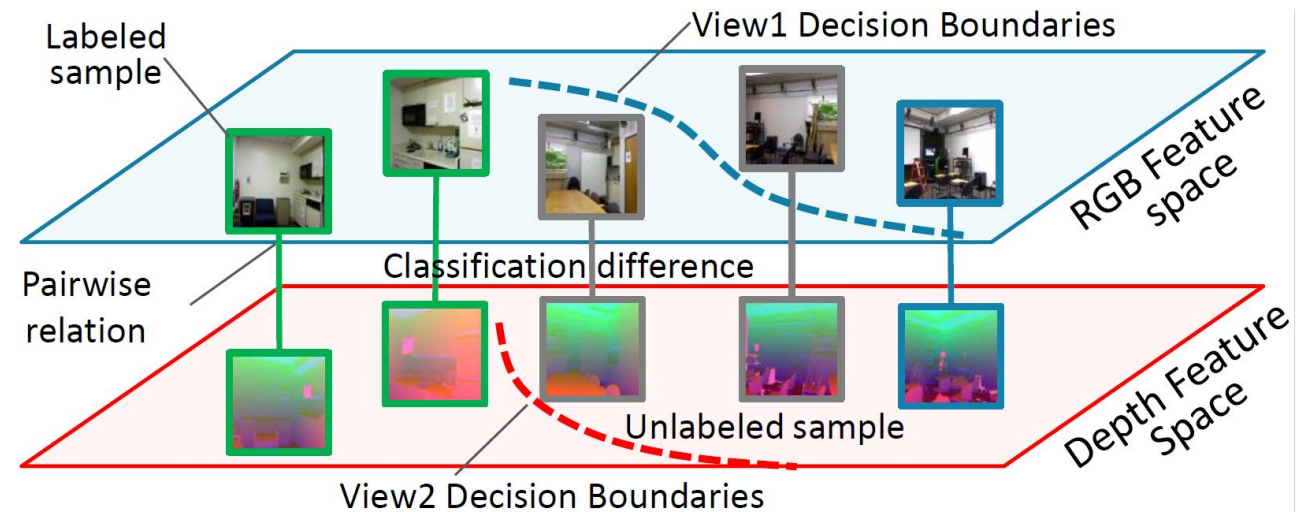 Labeled
sample
View1 Decision Boundaries
RGB Feature
space
Pairwise
relation
Classification difference
Unlabeled sample
Depth Feature
Space
View2 Decision Boundaries